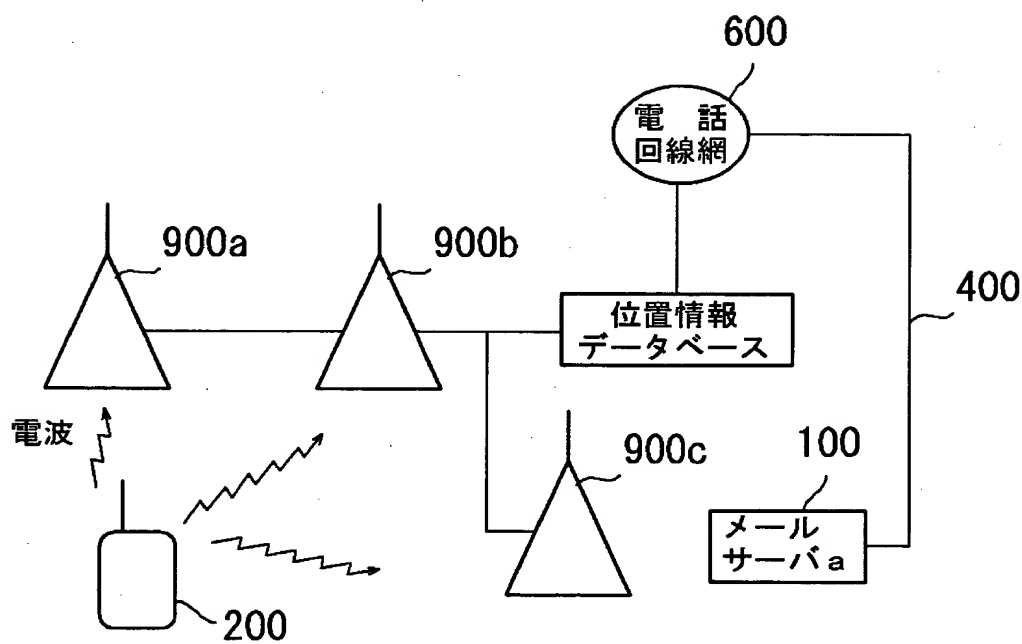 600
電話
回線網
900a
900b
400
位置情報
データベース
電波
900c
100
メール
サーバa
200